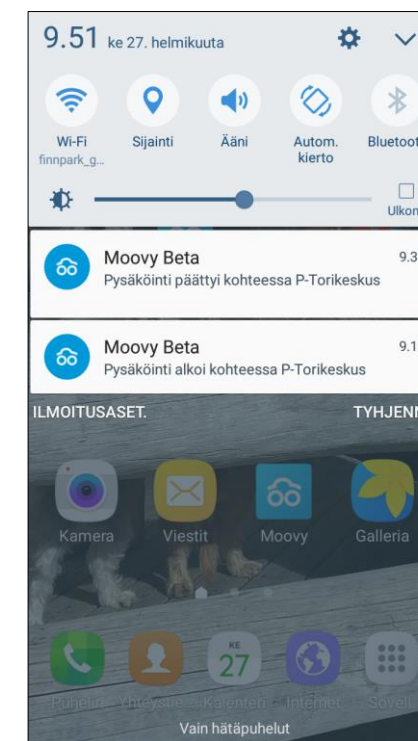 9.51 ke 27. helmikuuta
Wi-Fi Sijainti Ääni Autom. kierto Bluetoot
finnpark_g...
Ulkon
Moovy Beta 9.3
Pysäköinti päättyi kohteessa P-Torikeskus
Moovy Beta 9.1
Pysäköinti alkoi kohteessa P-Torikeskus
ILMOITUSASET. TYHJENN
Kamera Viestit Moovy Galleria
KE
27
Puhelin Yhteystie... Kalenteri Internet Sovell
Vain hätäpuhelut